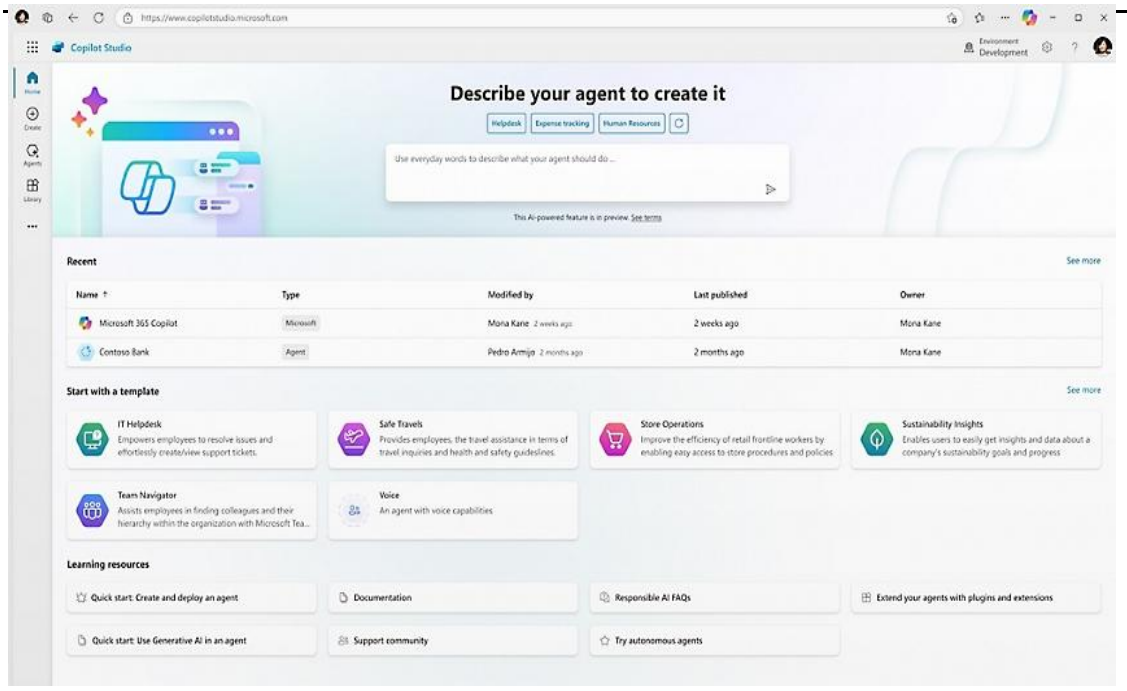 https://www.copilotstudio.microsoft.com
Copilot Studio
Environment
Development
?
Home
Create
Agents
Library
Describe your agent to create it
Helpdesk
Expense tracking
Human Resources
Use everyday words to describe what your agent should do ...
This AI-powered feature is in preview. See terms
Recent
See more
Name ↑ Type Modified by Last published Owner
Microsoft 365 Copilot Microsoft Mona Kane 2 weeks ago 2 weeks ago Mona Kane
Contoso Bank Agent Pedro Armijo 2 months ago 2 months ago Mona Kane
Start with a template
See more
IT Helpdesk
Empowers employees to resolve issues and
effortlessly create/view support tickets.
Safe Travels
Provides employees, the travel assistance in terms of
travel inquiries and health and safety guideslines.
Store Operations
Improve the efficiency of retail frontline workers by
enabling easy access to store procedures and policies
Sustainability Insights
Enables users to easily get insights and data about a
company's sustainability goals and progress
Team Navigator
Assists employees in finding colleagues and their
hierarchy within the organization with Microsoft Tea...
Voice
An agent with voice capabilities
Learning resources
Quick start: Create and deploy an agent
Documentation
Responsible AI FAQs
Extend your agents with plugins and extensions
Quick start: Use Generative AI in an agent
Support community
Try autonomous agents